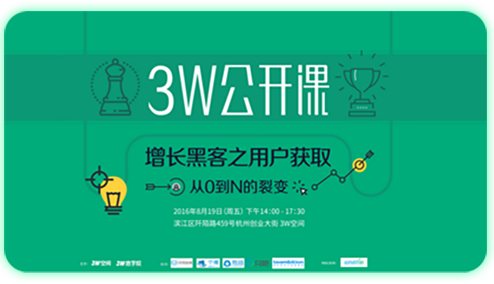 3W公开课
增长黑客之用户获取
从0到N的裂变
2016年8月19日(周五) 下午14:00 - 17:30
滨江区阡陌路459号杭州创业大街 3W空间
3W空间 3W商学院